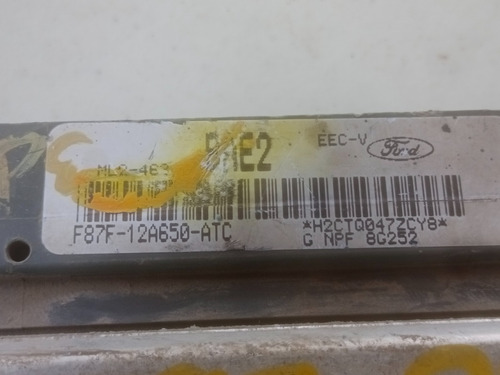 EEC-V Ford
F87F-12A650-ATC *H2CTQ047ZCY8*
G NPF 8G252